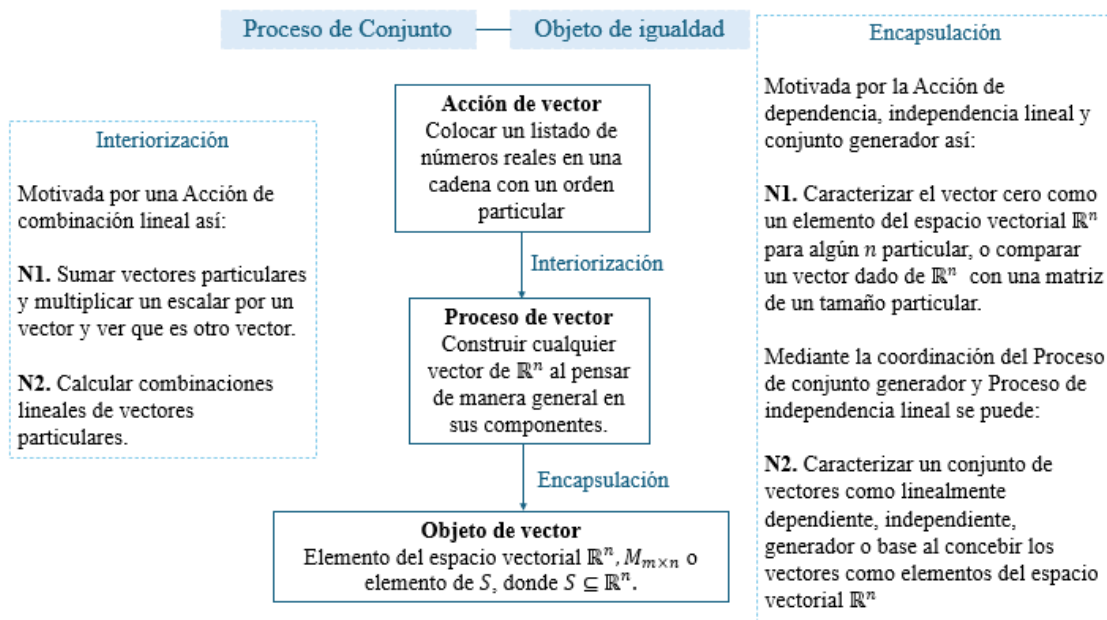 Proceso de Conjunto
Objeto de igualdad
Interiorización
Motivada por una Acción de
combinación lineal así:
N1. Sumar vectores particulares
y multiplicar un escalar por un
vector y ver que es otro vector.
N2. Calcular combinaciones
lineales de vectores
particulares.
Acción de vector
Colocar un listado de
números reales en una
cadena con un orden
particular
Interiorización
Proceso de vector
Construir cualquier
vector de ℝⁿ al pensar
de manera general en
sus componentes.
Encapsulación
Objeto de vector
Elemento del espacio vectorial ℝⁿ, Mₘₓₙ o
elemento de S, donde S ⊆ ℝⁿ.
Encapsulación
Motivada por la Acción de
dependencia, independencia lineal y
conjunto generador así:
N1. Caracterizar el vector cero como
un elemento del espacio vectorial ℝⁿ
para algún n particular, o comparar
un vector dado de ℝⁿ con una matriz
de un tamaño particular.
Mediante la coordinación del Proceso
de conjunto generador y Proceso de
independencia lineal se puede:
N2. Caracterizar un conjunto de
vectores como linealmente
dependiente, independiente,
generador o base al concebir los
vectores como elementos del espacio
vectorial ℝⁿ